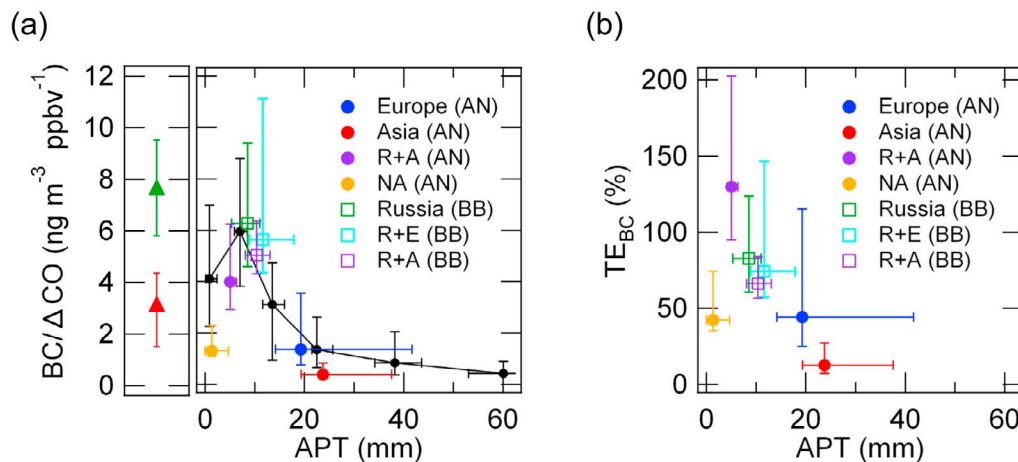 (a)
BC/Δ CO (ng m⁻³ ppbv⁻¹)
12
10
8
6
4
2
0
Europe (AN)
Asia (AN)
R+A (AN)
NA (AN)
Russia (BB)
R+E (BB)
R+A (BB)
0 20 40 60
APT (mm)
(b)
TE_BC (%)
200
150
100
50
0
Europe (AN)
Asia (AN)
R+A (AN)
NA (AN)
Russia (BB)
R+E (BB)
R+A (BB)
0 20 40 60
APT (mm)